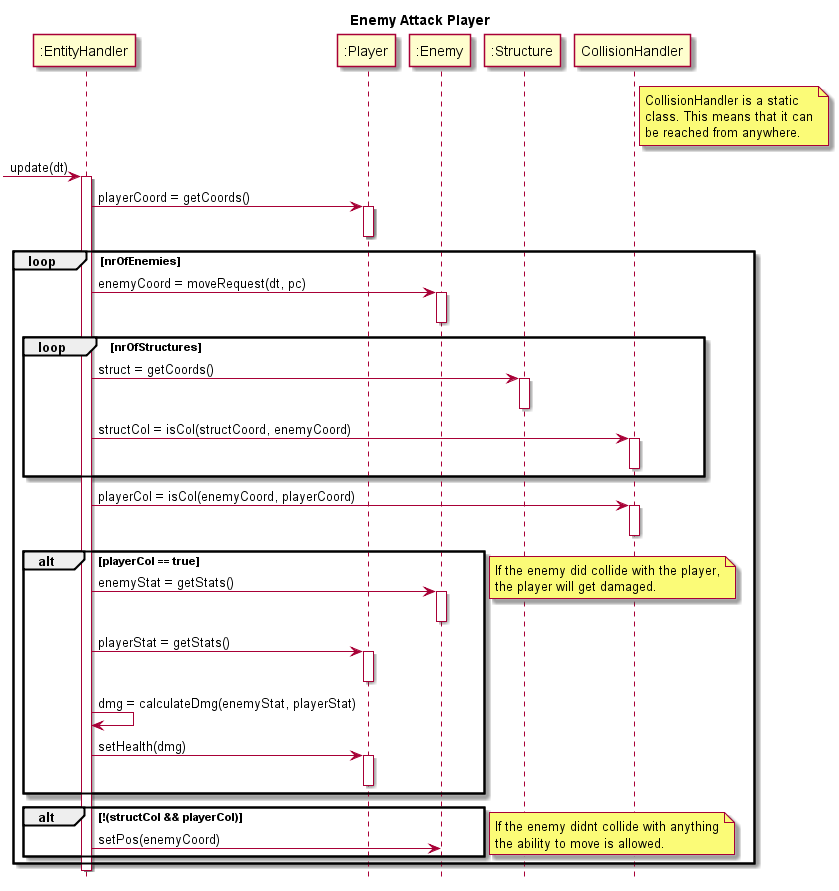 Enemy Attack Player
:EntityHandler
:Player
:Enemy
:Structure
CollisionHandler
CollisionHandler is a static
class. This means that it can
be reached from anywhere.
update(dt)
playerCoord = getCoords()
loop [nrOfEnemies]
enemyCoord = moveRequest(dt, pc)
loop [nrOfStructures]
struct = getCoords()
structCol = isCol(structCoord, enemyCoord)
playerCol = isCol(enemyCoord, playerCoord)
alt [playerCol == true]
If the enemy did collide with the player,
the player will get damaged.
enemyStat = getStats()
playerStat = getStats()
dmg = calculateDmg(enemyStat, playerStat)
setHealth(dmg)
alt [!(structCol && playerCol)]
If the enemy didnt collide with anything
the ability to move is allowed.
setPos(enemyCoord)